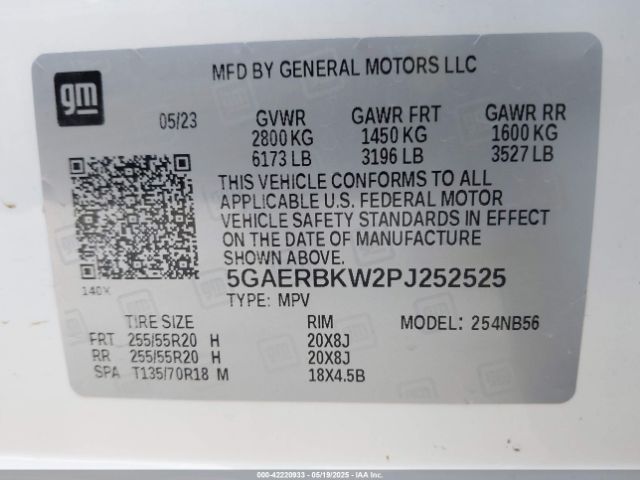 gm
MFD BY GENERAL MOTORS LLC
05/23 GVWR GAWR FRT GAWR RR
2800 KG 1450 KG 1600 KG
6173 LB 3196 LB 3527 LB
THIS VEHICLE CONFORMS TO ALL
APPLICABLE U.S. FEDERAL MOTOR
VEHICLE SAFETY STANDARDS IN EFFECT
ON THE DATE OF MANUFACTURE
SHOWN ABOVE.
140X
5GAERBKW2PJ252525
TYPE: MPV
TIRE SIZE RIM MODEL: 254NB56
FRT 255/55R20 H 20X8J
RR 255/55R20 H 20X8J
SPA T135/70R18 M 18X4.5B
000-42220933 - 05/19/2025 - IAAI.CA